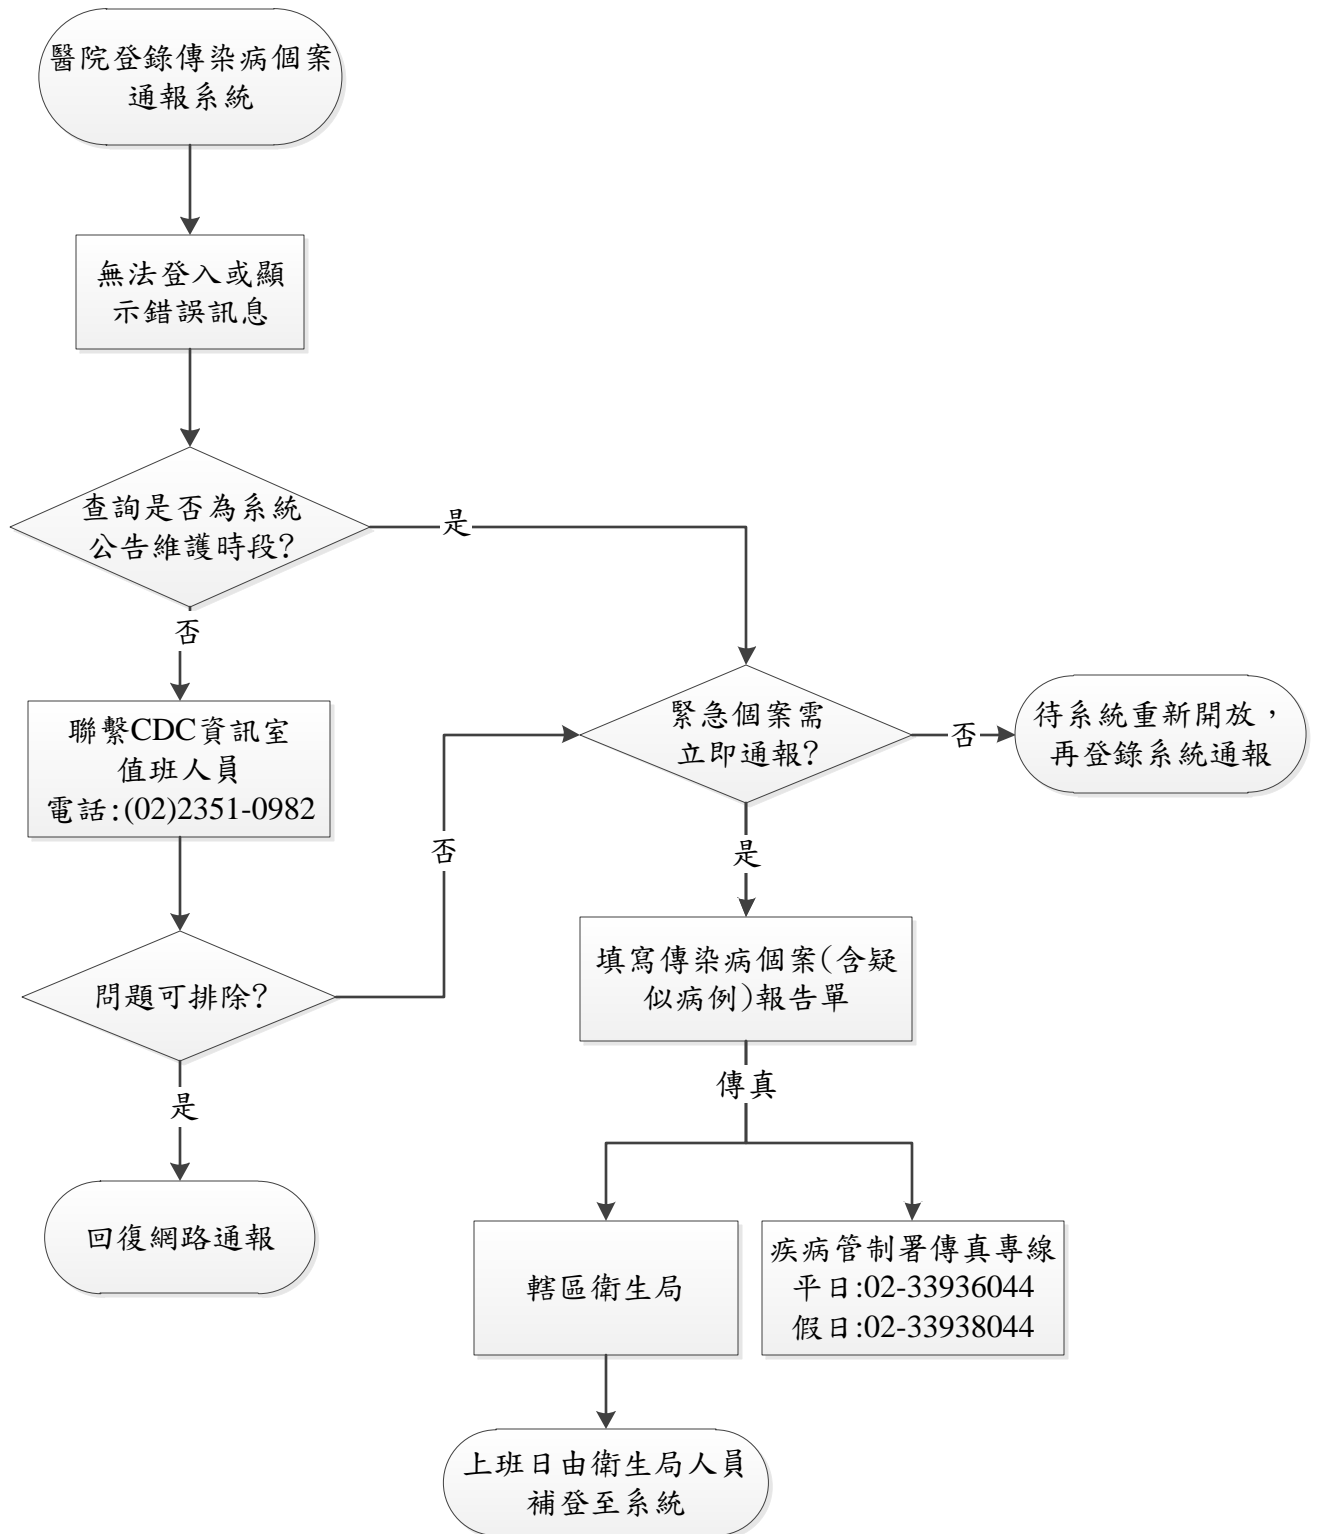 醫院登錄傳染病個案
通報系統
無法登入或顯
示錯誤訊息
查詢是否為系統
公告維護時段?
是
否
聯繫CDC資訊室
值班人員
電話:(02)2351-0982
緊急個案需
立即通報?
否
待系統重新開放，
再登錄系統通報
否
是
問題可排除?
填寫傳染病個案(含疑
似病例)報告單
傳真
是
回復網路通報
轄區衛生局
疾病管制署傳真專線
平日:02-33936044
假日:02-33938044
上班日由衛生局人員
補登至系統